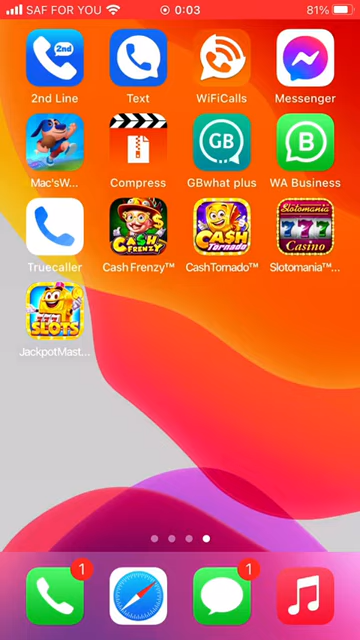 SAF FOR YOU 0:03 81%
2nd
2nd Line Text WiFiCalls Messenger
GB B
Mac'sW... Compress GBwhat plus WA Business
CASH FRENZY CASH Tornado Slotomania 777 Casino
Truecaller Cash Frenzy™ CashTornado™ Slotomania™...
SLOTS
JackpotMast...
1 1